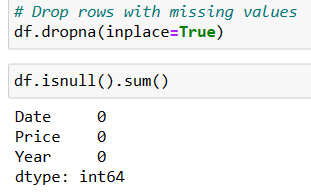 # Drop rows with missing values
df.dropna(inplace=True)
df.isnull().sum()
Date     0
Price    0
Year     0
dtype: int64